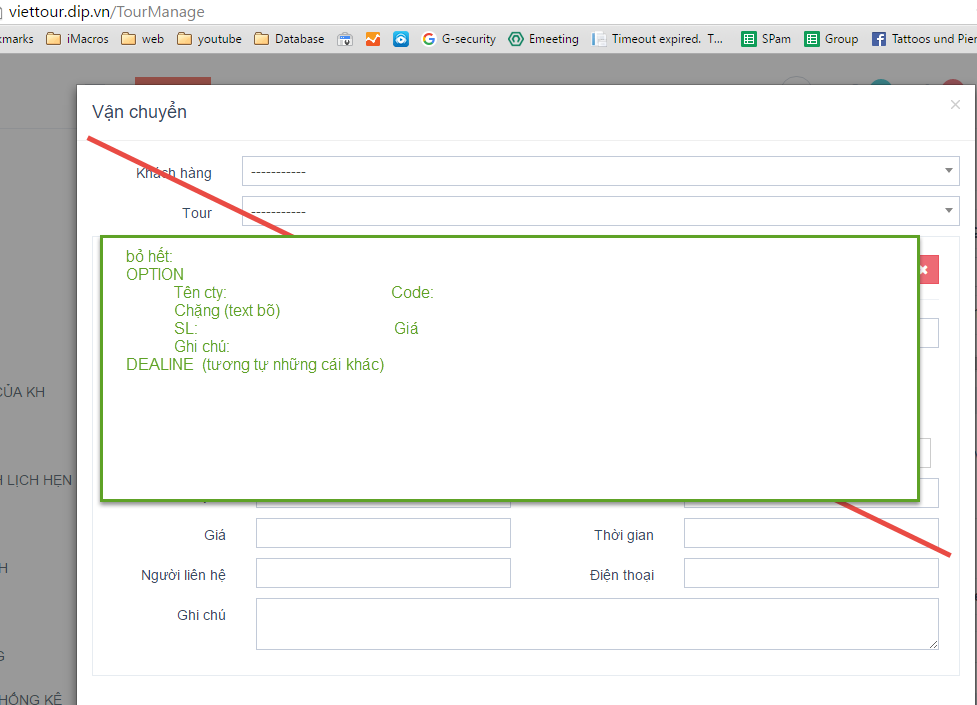 viettour.dip.vn/TourManage
kmarks iMacros web youtube Database G-security Emeeting Timeout expired. T... SPam Group Tattoos und Pier
Vận chuyển ×
Khách hàng -----------
Tour -----------
bỏ hết:
OPTION
Tên cty: Code:
Chặng (text bõ)
SL: Giá
Ghi chú:
DEALINE (tương tự những cái khác)
CỦA KH
H LỊCH HẸN
Giá Thời gian
H
Người liên hệ Điện thoại
Ghi chú
G
HỐNG KÊ